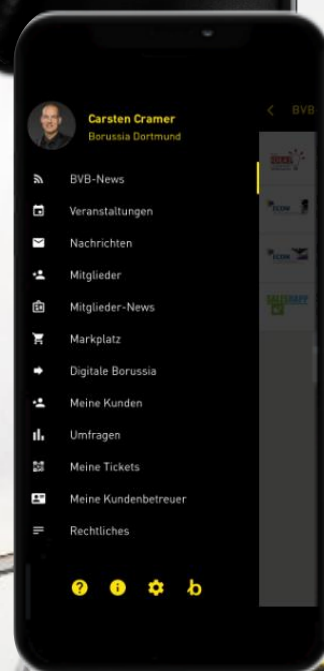 Carsten Cramer
Borussia Dortmund
BVB
BVB-News
Veranstaltungen
Nachrichten
Mitglieder
Mitglieder-News
Markplatz
Digitale Borussia
Meine Kunden
Umfragen
Meine Tickets
Meine Kundenbetreuer
Rechtliches